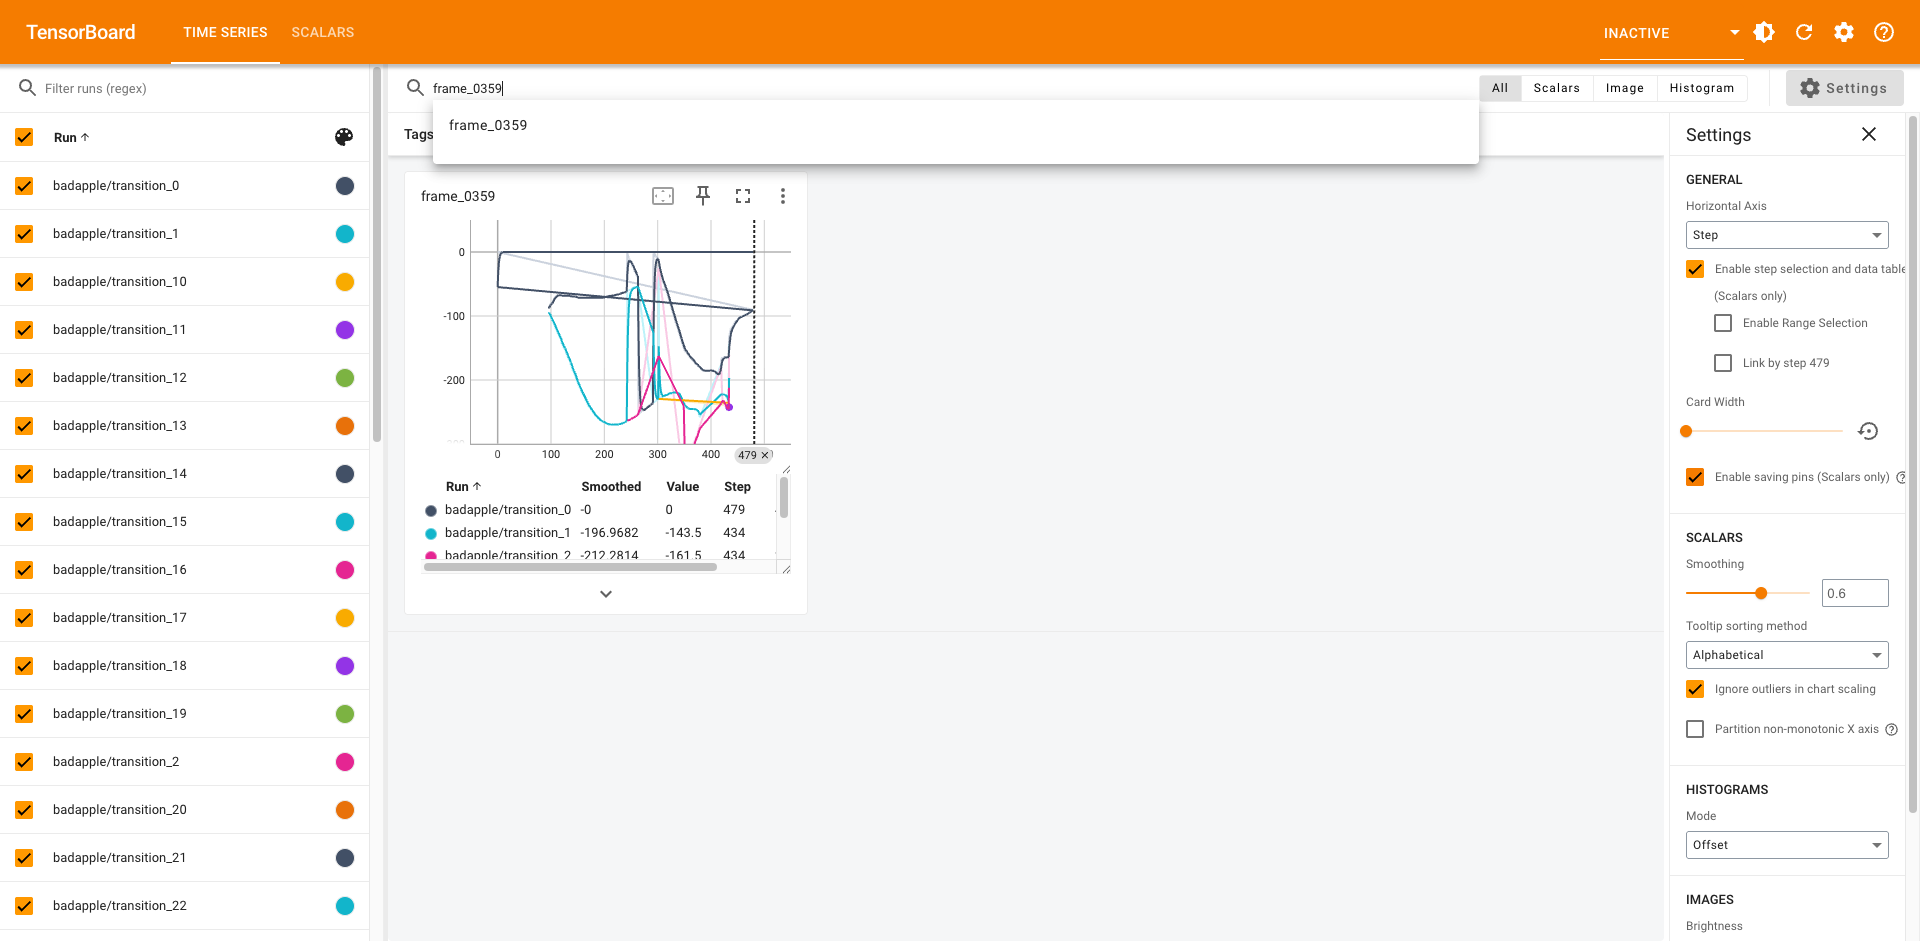 TensorBoard
TIME SERIES
SCALARS
INACTIVE
Filter runs (regex)
frame_0359
All
Scalars
Image
Histogram
Settings
frame_0359
Run
badapple/transition_0
badapple/transition_1
badapple/transition_10
badapple/transition_11
badapple/transition_12
badapple/transition_13
badapple/transition_14
badapple/transition_15
badapple/transition_16
badapple/transition_17
badapple/transition_18
badapple/transition_19
badapple/transition_2
badapple/transition_20
badapple/transition_21
badapple/transition_22
Tags
frame_0359
0
-100
-200
0 100 200 300 400 479
Run Smoothed Value Step
badapple/transition_0 -0 0 479
badapple/transition_1 -196.9682 -143.5 434
badapple/transition_2 -212.2814 -161.5 434
Settings
GENERAL
Horizontal Axis
Step
Enable step selection and data table
(Scalars only)
Enable Range Selection
Link by step 479
Card Width
Enable saving pins (Scalars only)
SCALARS
Smoothing
0.6
Tooltip sorting method
Alphabetical
Ignore outliers in chart scaling
Partition non-monotonic X axis
HISTOGRAMS
Mode
Offset
IMAGES
Brightness